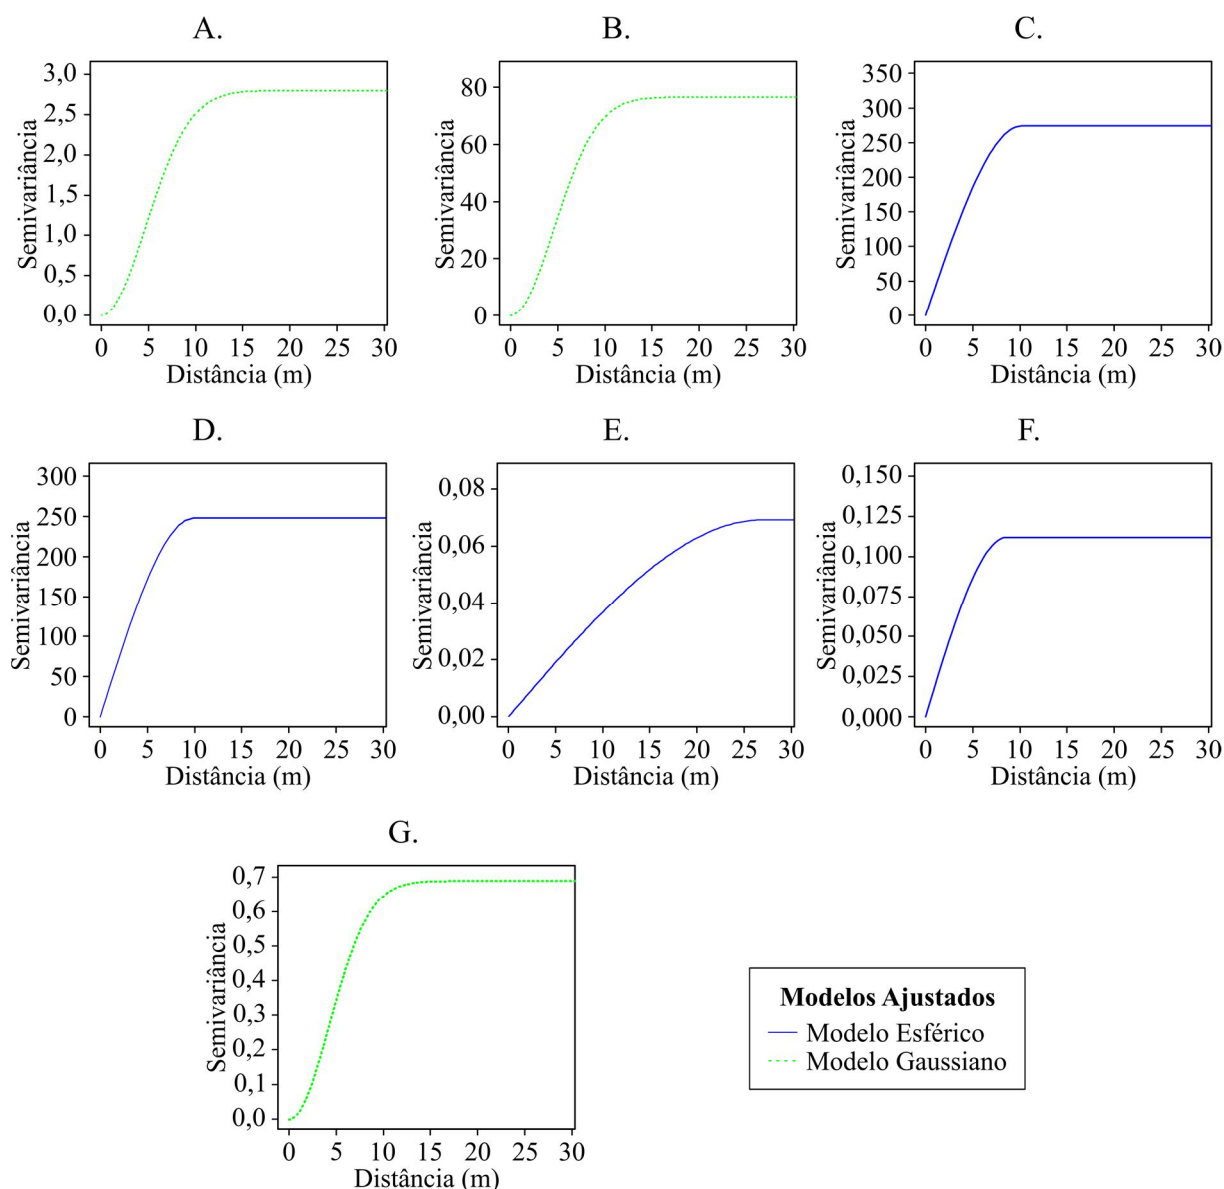 A.
B.
C.
Semivariância
3,0
2,5
2,0
1,5
1,0
0,5
0,0
0 5 10 15 20 25 30
Distância (m)
Semivariância
80
60
40
20
0
0 5 10 15 20 25 30
Distância (m)
Semivariância
350
300
250
200
150
100
50
0
0 5 10 15 20 25 30
Distância (m)
D.
E.
F.
Semivariância
300
250
200
150
100
50
0
0 5 10 15 20 25 30
Distância (m)
Semivariância
0,08
0,06
0,04
0,02
0,00
0 5 10 15 20 25 30
Distância (m)
Semivariância
0,150
0,125
0,100
0,075
0,050
0,025
0,000
0 5 10 15 20 25 30
Distância (m)
G.
Semivariância
0,7
0,6
0,5
0,4
0,3
0,2
0,1
0,0
0 5 10 15 20 25 30
Distância (m)
Modelos Ajustados
Modelo Esférico
Modelo Gaussiano